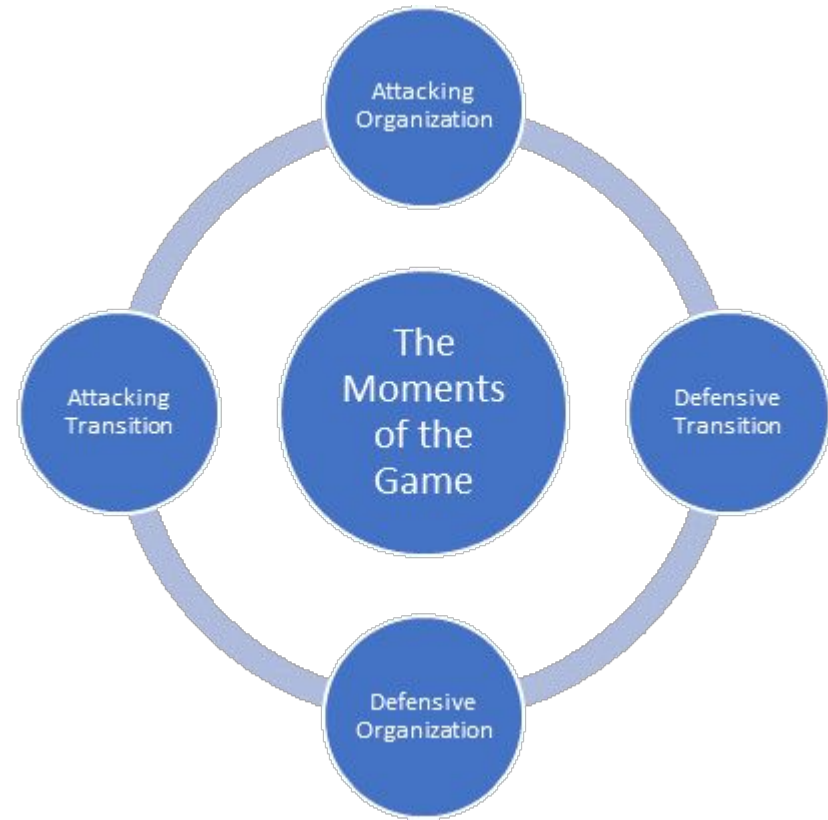 Attacking
Organization
The
Moments
of the
Game
Attacking
Transition
Defensive
Transition
Defensive
Organization